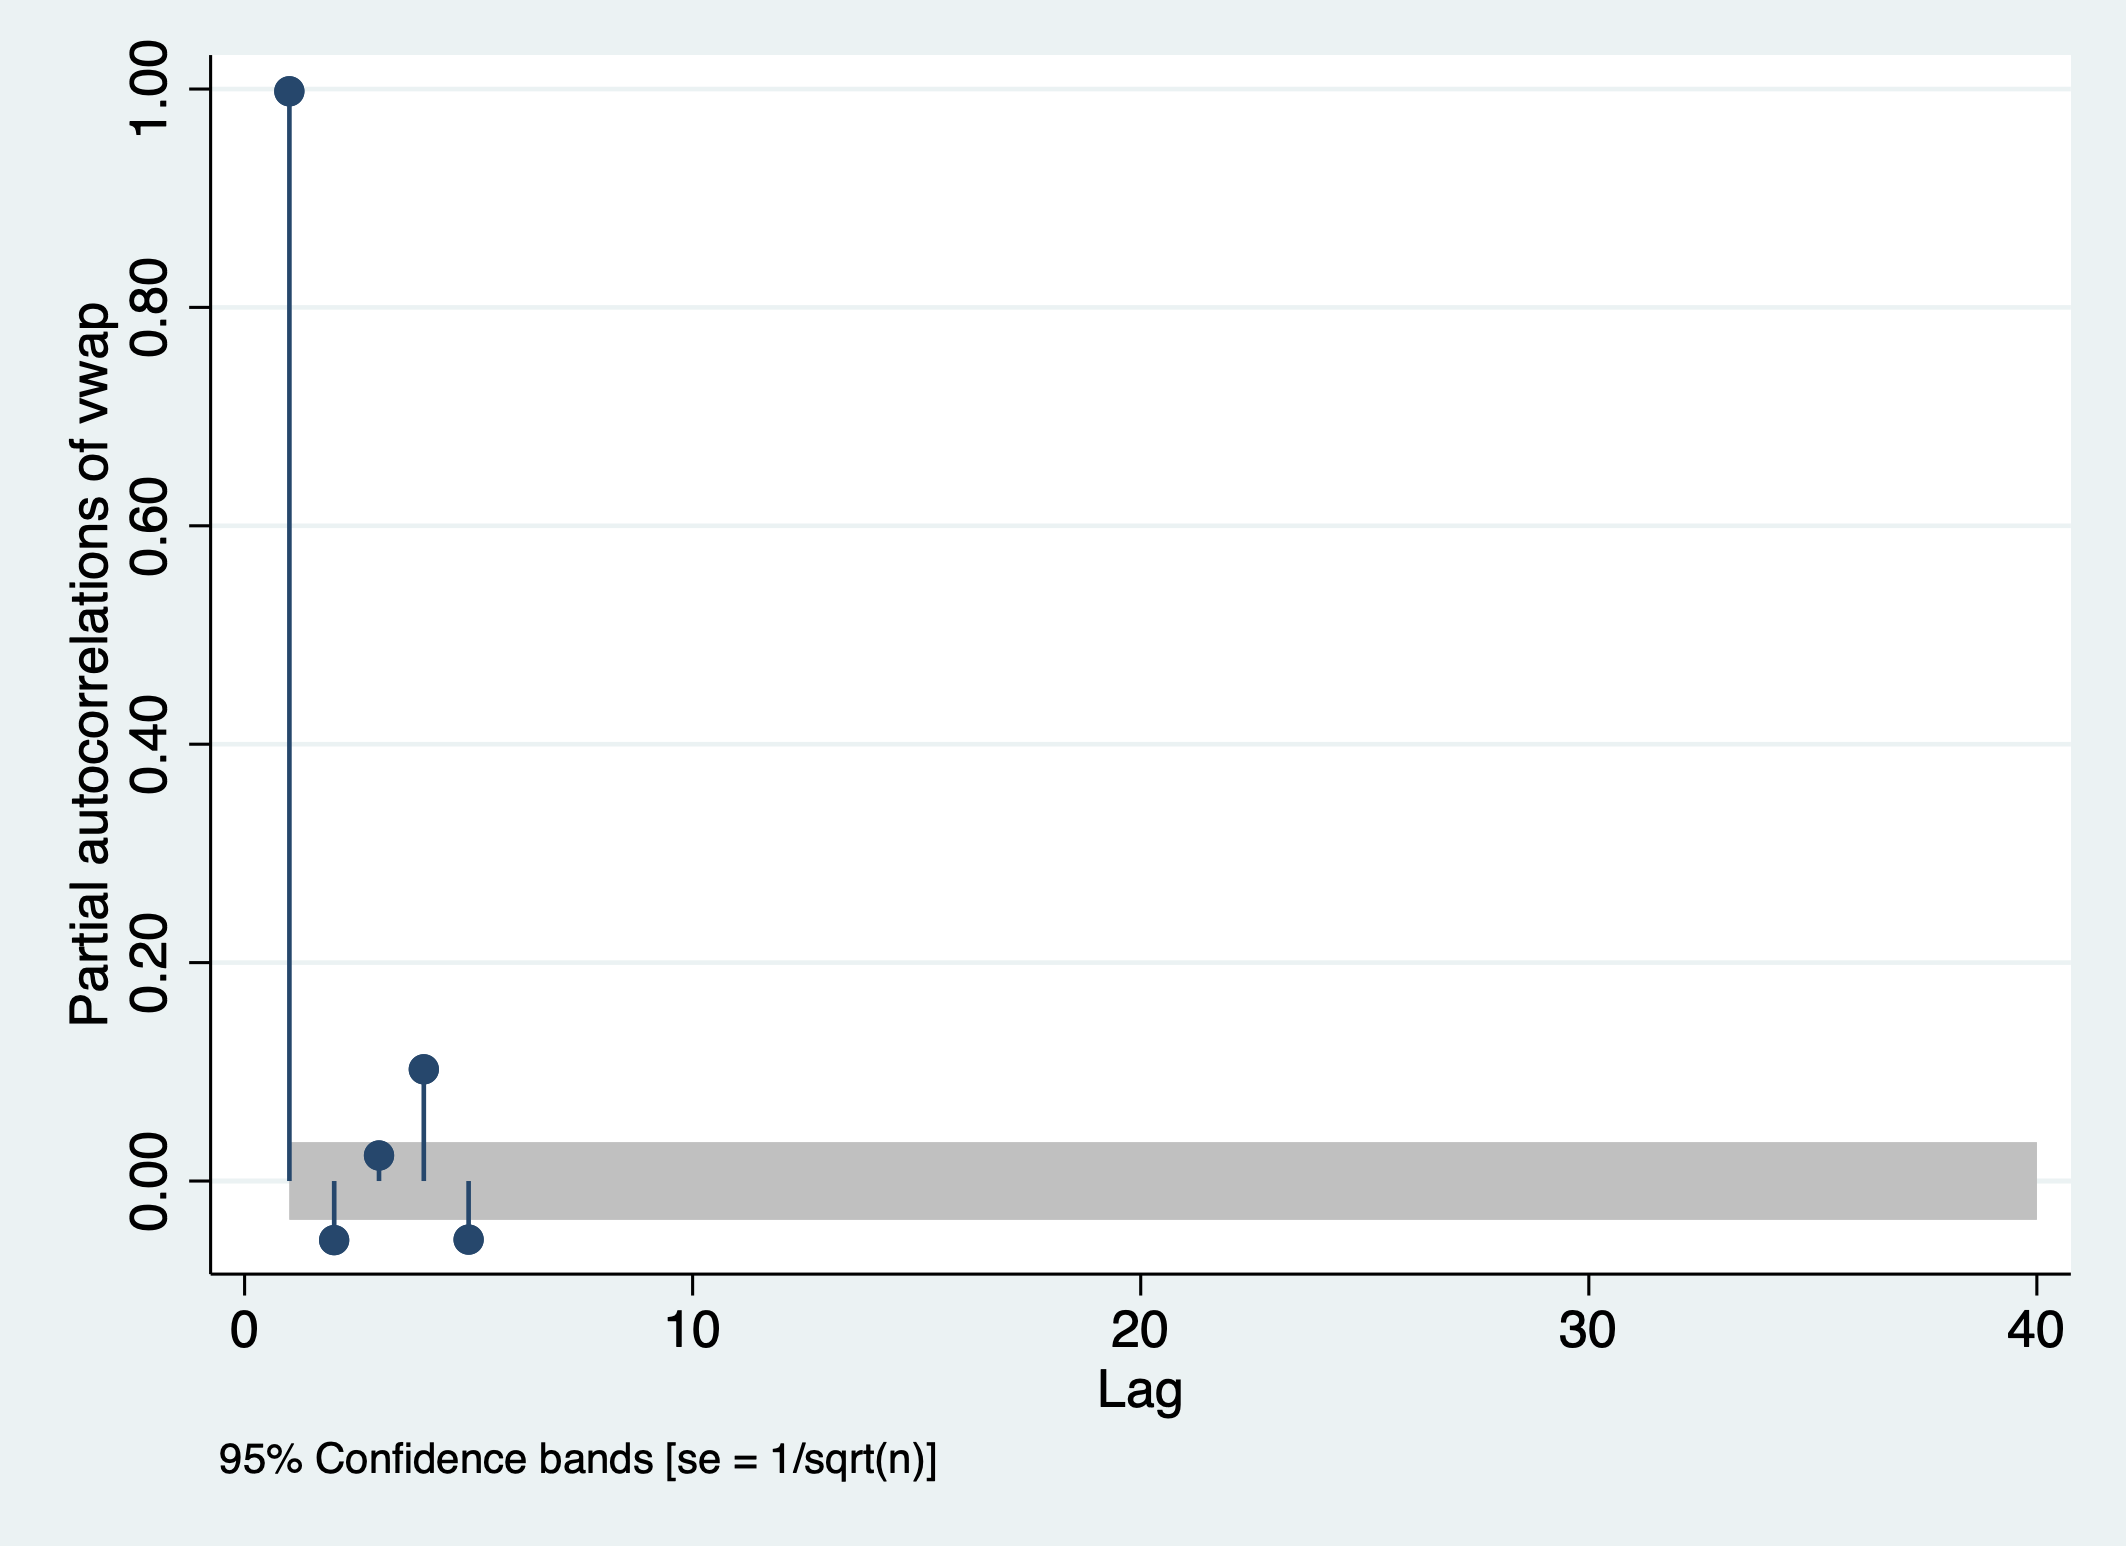 Partial autocorrelations of vwap
1.00
0.80
0.60
0.40
0.20
0.00
0 10 20 30 40
Lag
95% Confidence bands [se = 1/sqrt(n)]